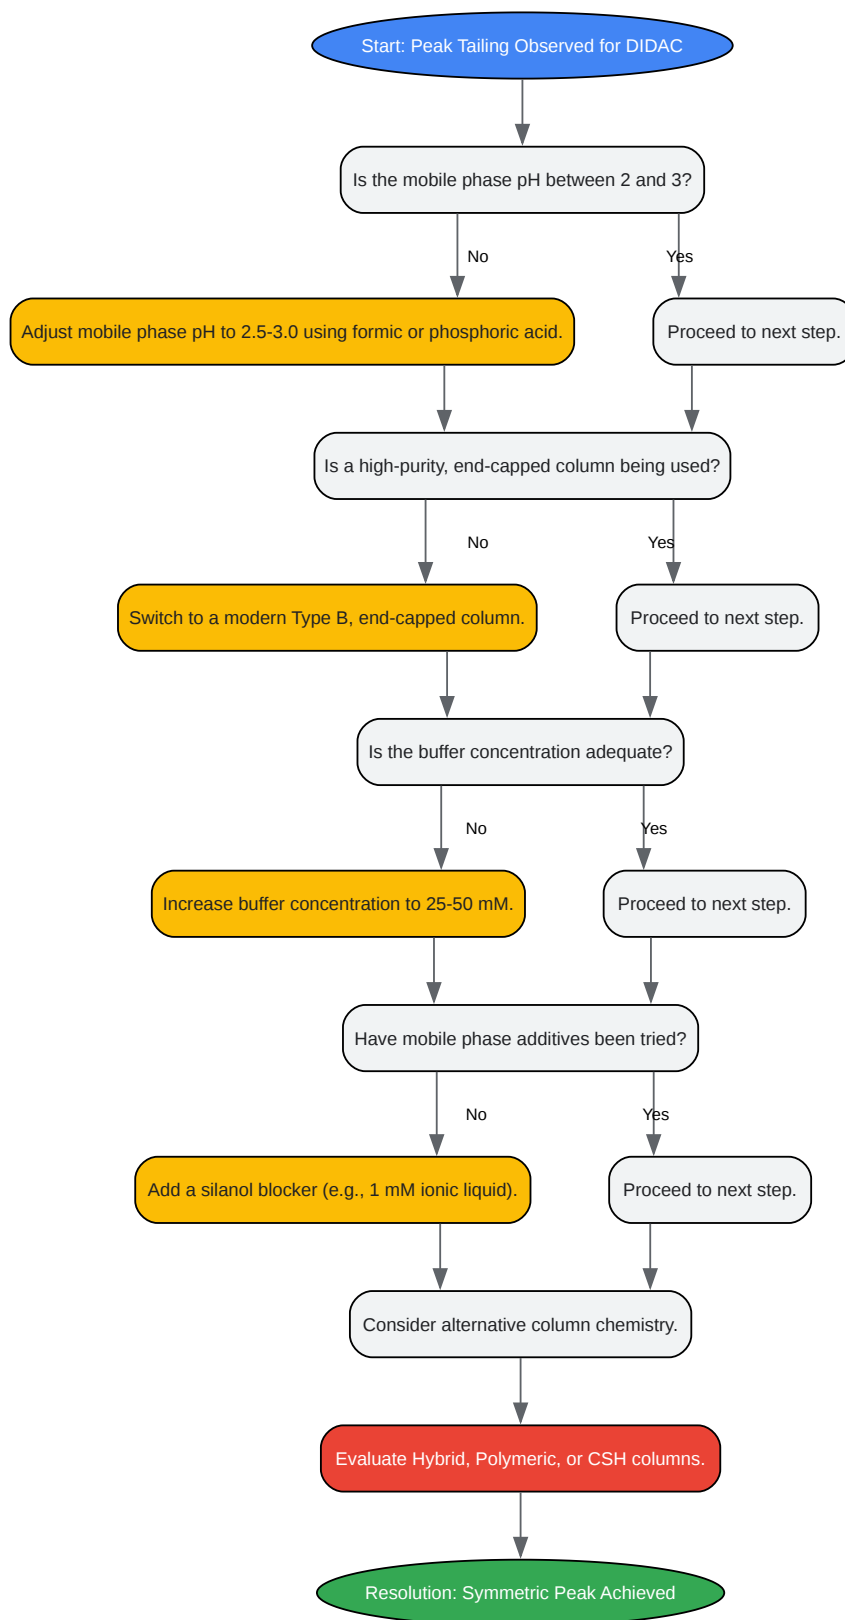 Start: Peak Tailing Observed for DIDAC
Is the mobile phase pH between 2 and 3?
No
Yes
Adjust mobile phase pH to 2.5-3.0 using formic or phosphoric acid.
Proceed to next step.
Is a high-purity, end-capped column being used?
No
Yes
Switch to a modern Type B, end-capped column.
Proceed to next step.
Is the buffer concentration adequate?
No
Yes
Increase buffer concentration to 25-50 mM.
Proceed to next step.
Have mobile phase additives been tried?
No
Yes
Add a silanol blocker (e.g., 1 mM ionic liquid).
Proceed to next step.
Consider alternative column chemistry.
Evaluate Hybrid, Polymeric, or CSH columns.
Resolution: Symmetric Peak Achieved